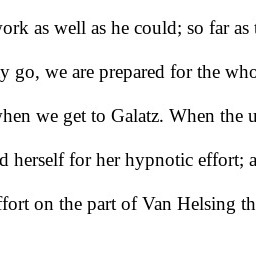 work as well as he could; so far as
y go, we are prepared for the who
when we get to Galatz. When the
d herself for her hypnotic effort;
ffort on the part of Van Helsing